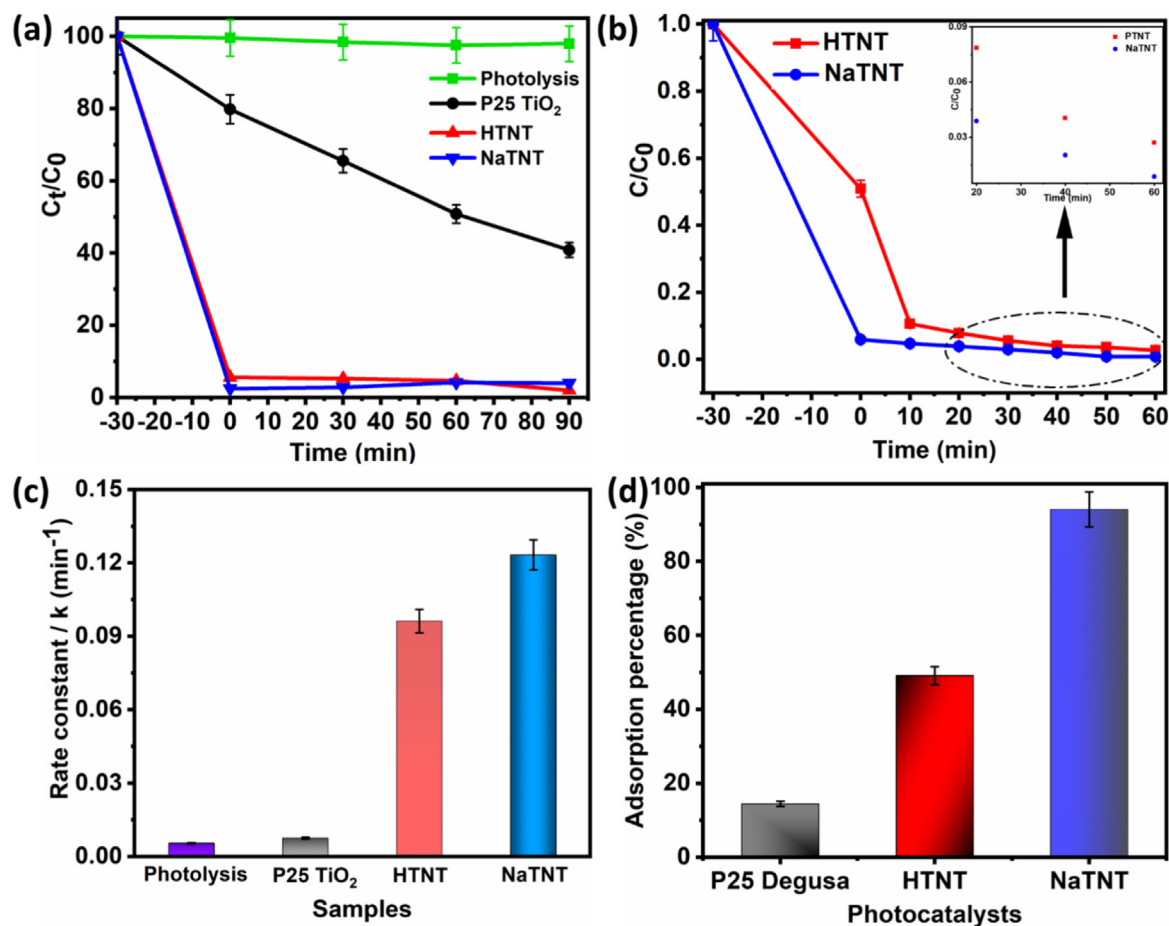 (a)
100
80
60
40
20
0
Ct/C0
Photolysis
P25 TiO2
HTNT
NaTNT
-30 -20 -10 0 10 20 30 40 50 60 70 80 90
Time (min)
(b)
1.0
0.8
0.6
0.4
0.2
0.0
C/C0
HTNT
NaTNT
0.09
0.06
0.03
C/C0
PTNT
NaTNT
20 30 40 50 60
Time (min)
-30 -20 -10 0 10 20 30 40 50 60
Time (min)
(c)
0.15
0.12
0.09
0.06
0.03
0.00
Rate constant / k (min-1)
Photolysis P25 TiO2 HTNT NaTNT
Samples
(d)
100
80
60
40
20
0
Adsorption percentage (%)
P25 Degusa HTNT NaTNT
Photocatalysts